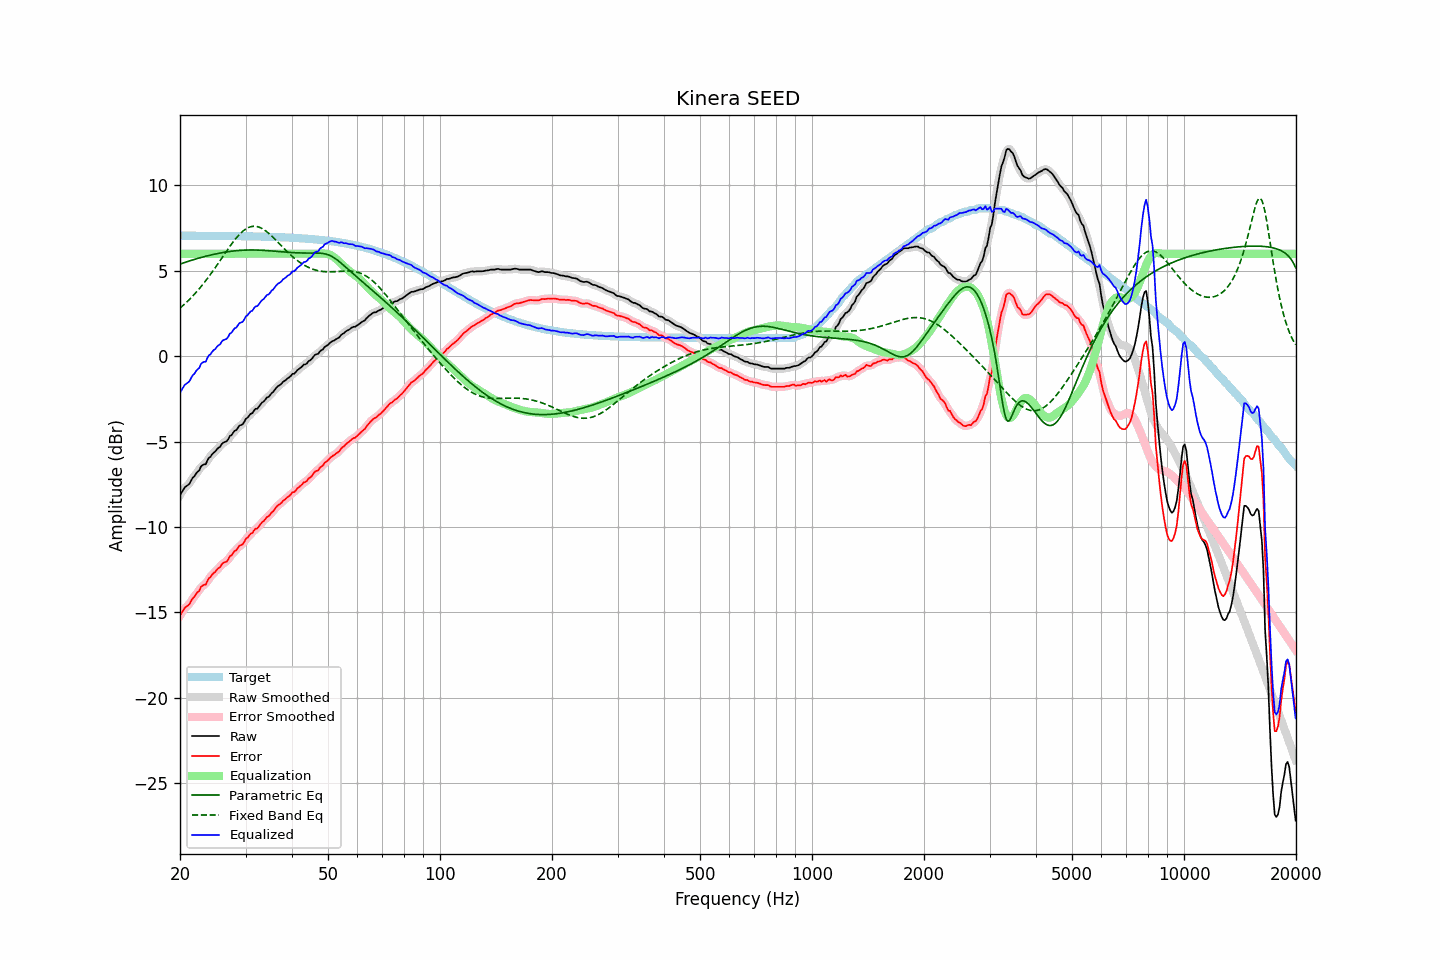 Kinera SEED
Amplitude (dBr)
10
5
0
−5
−10
−15
−20
−25
Target
Raw Smoothed
Error Smoothed
Raw
Error
Equalization
Parametric Eq
Fixed Band Eq
Equalized
20 50 100 200 500 1000 2000 5000 10000 20000
Frequency (Hz)